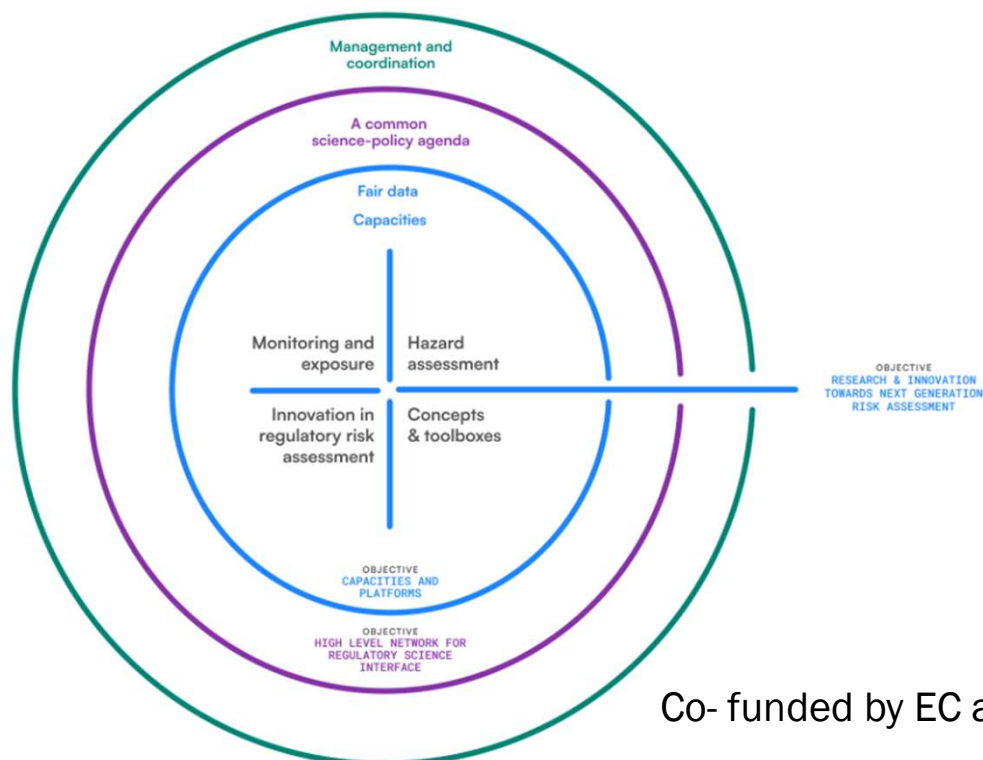 Management and
coordination
A common
science-policy agenda
Fair data
Capacities
Monitoring and
exposure
Hazard
assessment
Innovation in
regulatory risk
assessment
Concepts
& toolboxes
OBJECTIVE
RESEARCH & INNOVATION
TOWARDS NEXT GENERATION
RISK ASSESSMENT
OBJECTIVE
CAPACITIES AND
PLATFORMS
OBJECTIVE
HIGH LEVEL NETWORK FOR
REGULATORY SCIENCE
INTERFACE
Co- funded by EC